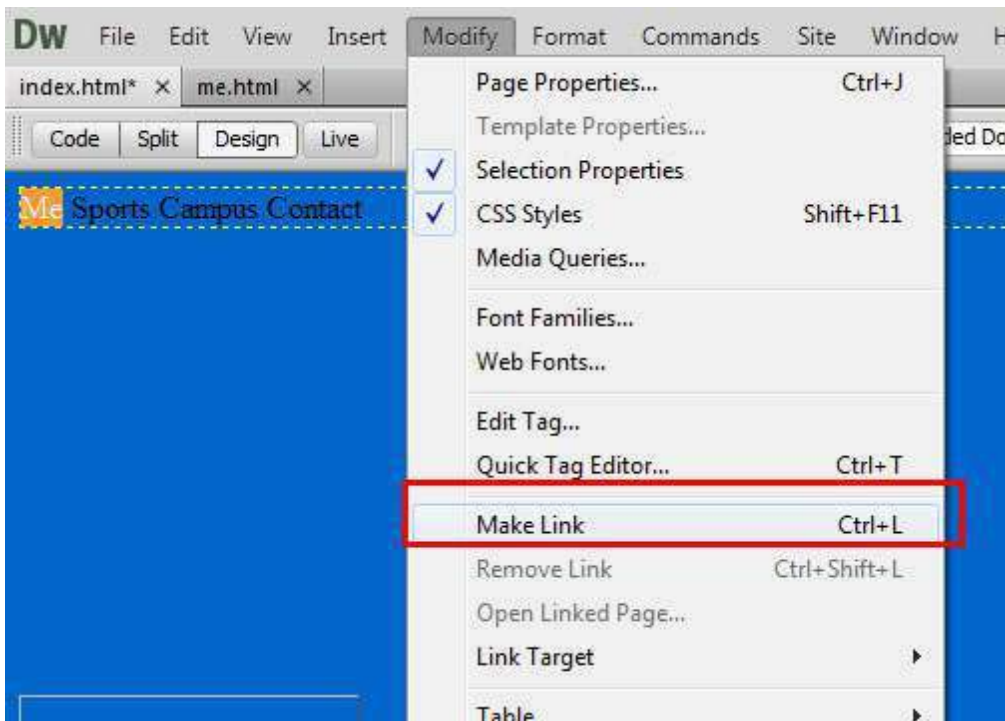 DW File Edit View Insert Modify Format Commands Site Window
index.html* × me.html ×
Code Split Design Live
Me Sports Campus Contact
Page Properties... Ctrl+J
Template Properties...
Selection Properties
CSS Styles Shift+F11
Media Queries...
Font Families...
Web Fonts...
Edit Tag...
Quick Tag Editor... Ctrl+T
Make Link Ctrl+L
Remove Link Ctrl+Shift+L
Open Linked Page...
Link Target
Table